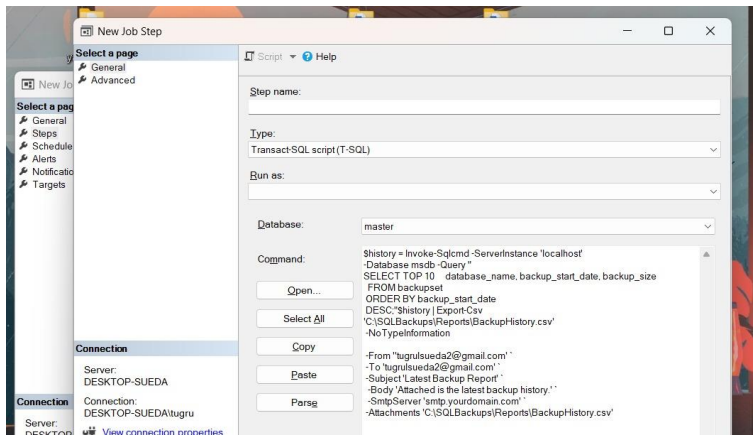 New Job Step
Select a page
General
Advanced
Script
Help
Step name:
Type:
Transact-SQL script (T-SQL)
Run as:
Database:
master
Command:
Open...
Select All
Copy
Paste
Parse
$history = Invoke-Sqlcmd -ServerInstance 'localhost'
-Database msdb -Query "
SELECT TOP 10 database_name, backup_start_date, backup_size
FROM backupset
ORDER BY backup_start_date
DESC;"$history | Export-Csv
'C:\SQLBackups\Reports\BackupHistory.csv'
-NoTypeInformation
-From "tugrulsueda2@gmail.com' `
-To 'tugrulsueda2@gmail.com' `
-Subject 'Latest Backup Report' `
-Body 'Attached is the latest backup history.' `
-SmtpServer 'smtp.yourdomain.com' `
-Attachments 'C:\SQLBackups\Reports\BackupHistory.csv'
Connection
Server:
DESKTOP-SUEDA
Connection:
DESKTOP-SUEDA\tugru
View connection properties
New Jo
Select a pag
General
Steps
Schedule
Alerts
Notificatio
Targets
Connection
Server: